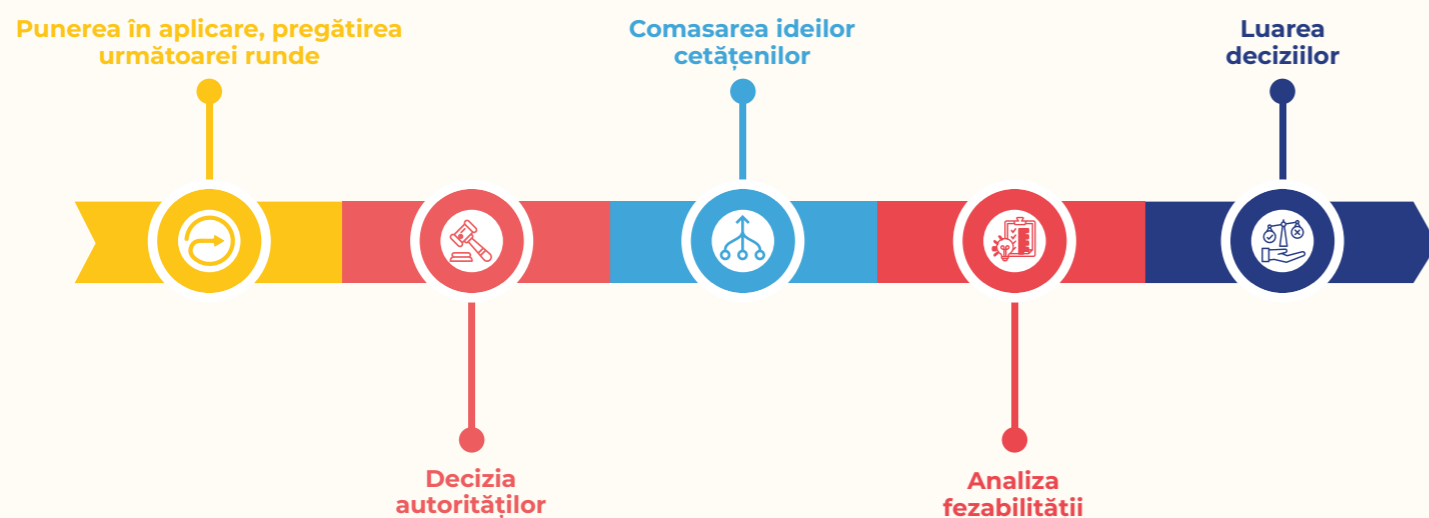 Punerea în aplicare, pregătirea
următoarei runde
Decizia
autorităților
Comasarea ideilor
cetățenilor
Analiza
fezabilității
Luarea
deciziilor